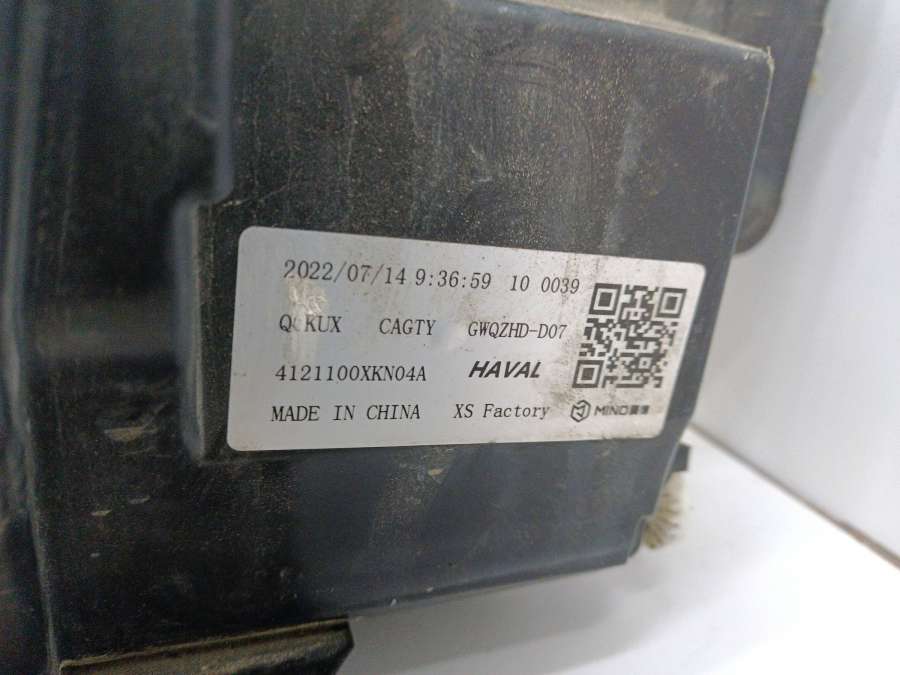 2022/07/14 9:36:59 10 0039
CAGTY GWQZHD-D07
4121100XKN04A HAVAL
MADE IN CHINA XS Factory MIND